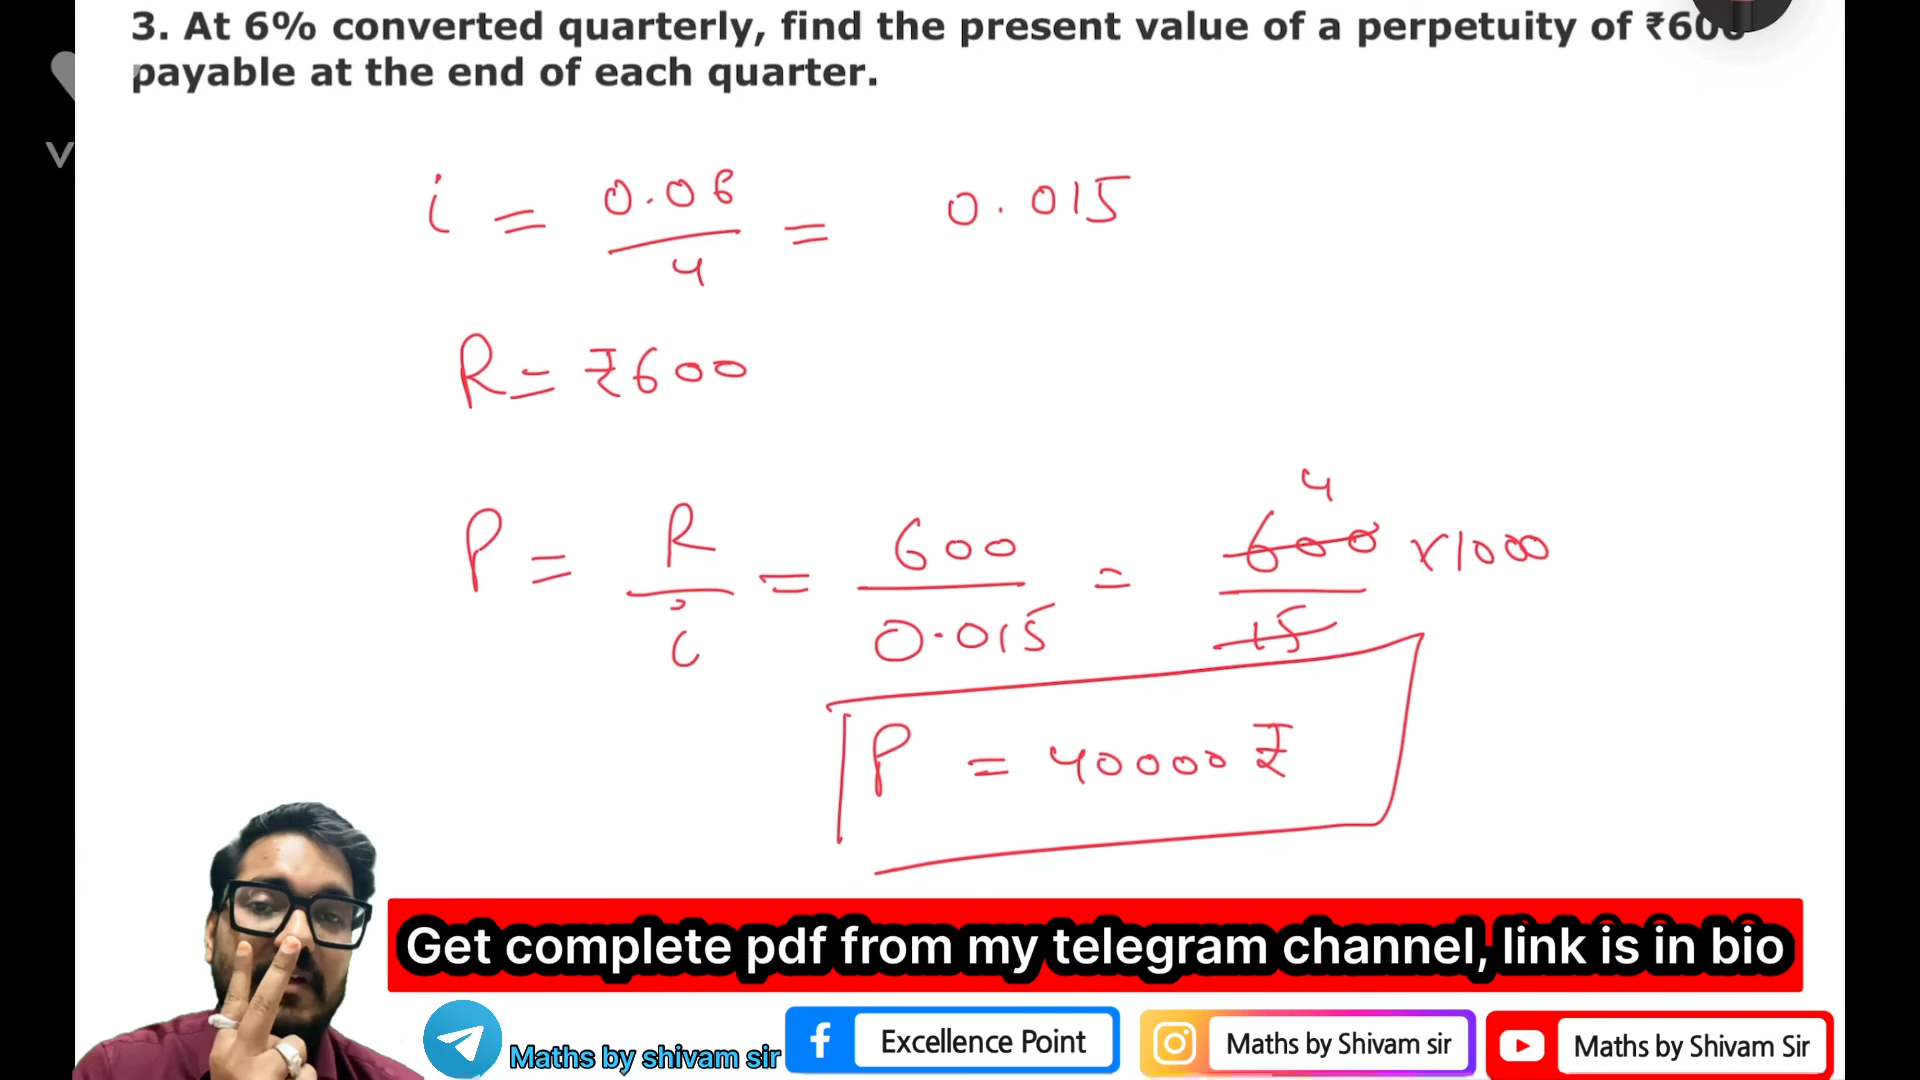 3. At 6% converted quarterly, find the present value of a perpetuity of ₹600
payable at the end of each quarter.
V
i = 0.06/4 = 0.015
R = ₹600
P = R/i = 600/0.015 = 600/15 × 1000
4
P = 40000 ₹
Get complete pdf from my telegram channel, link is in bio
Maths by shivam sir
f Excellence Point
Maths by Shivam sir
Maths by Shivam Sir